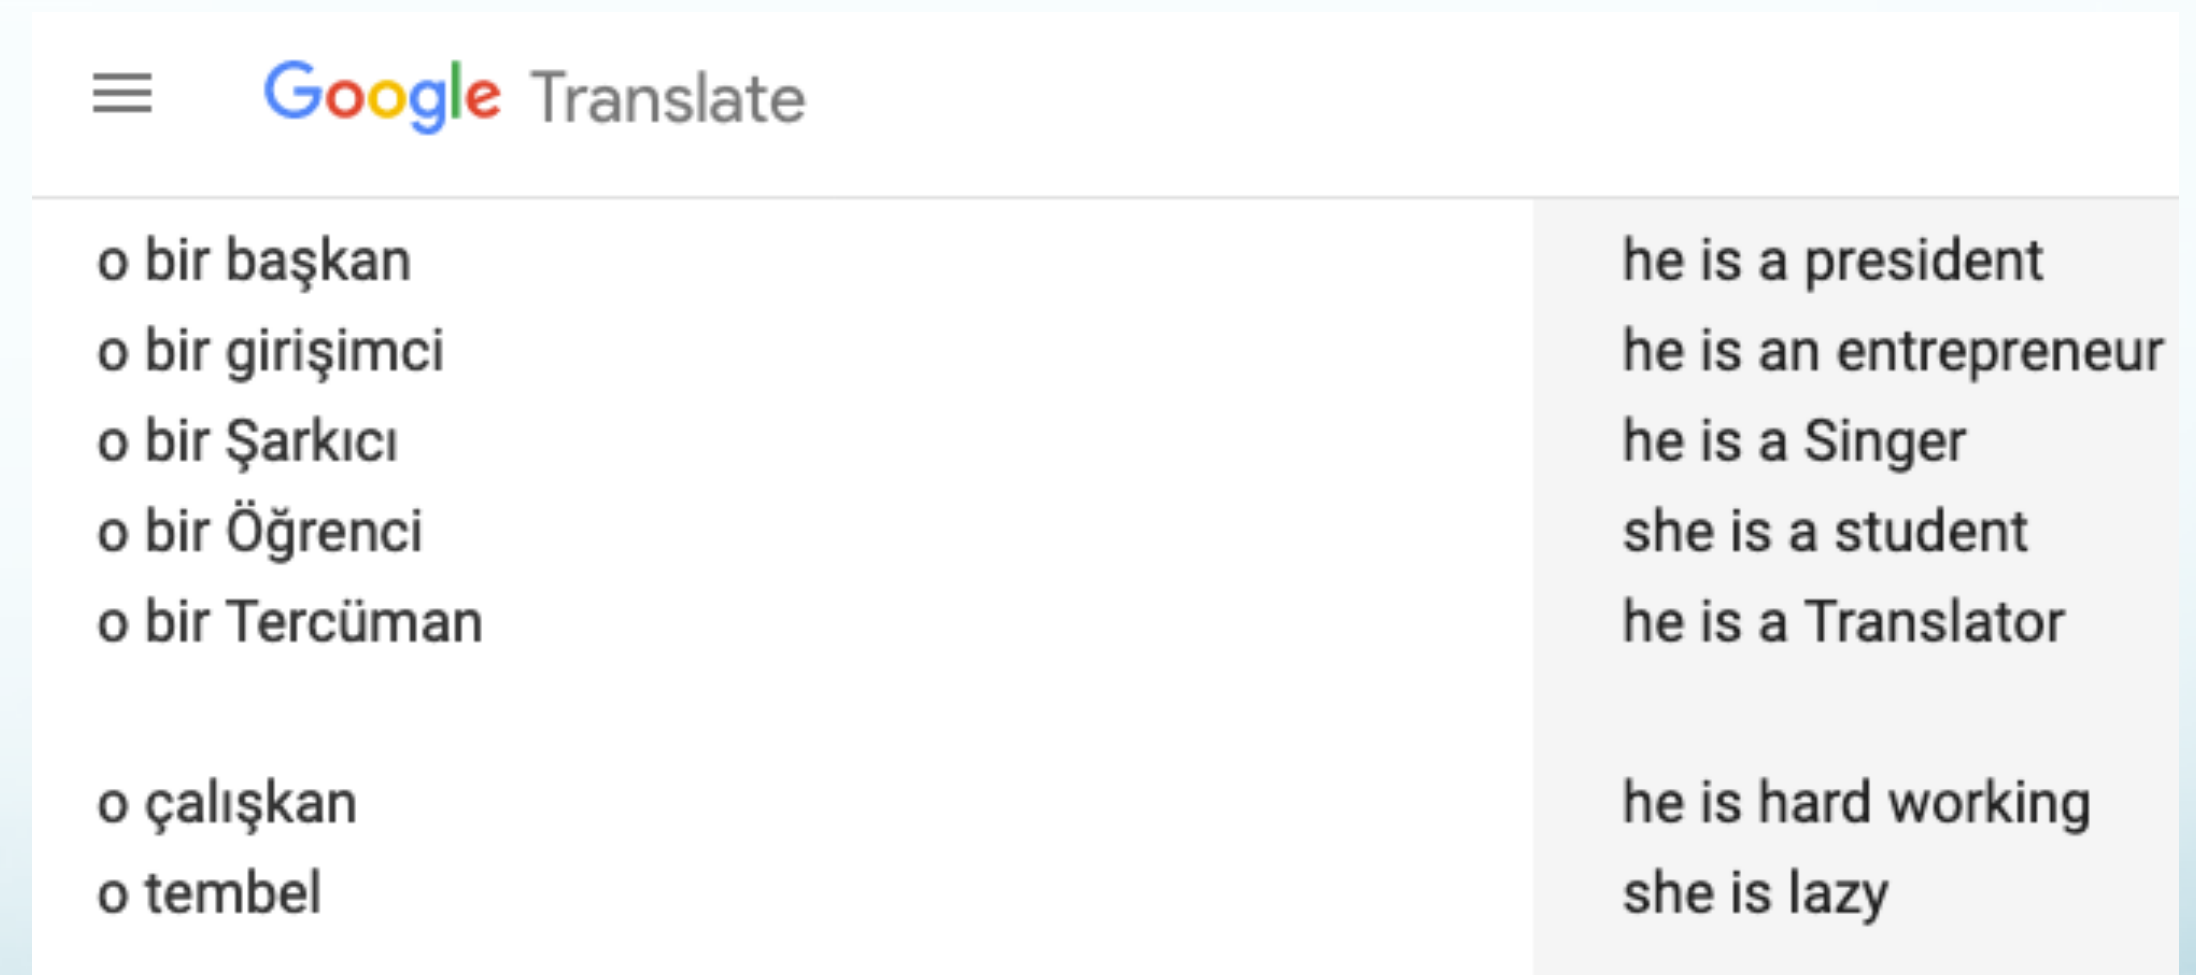 Google Translate
o bir başkan
o bir girişimci
o bir Şarkıcı
o bir Öğrenci
o bir Tercüman
o çalışkan
o tembel
he is a president
he is an entrepreneur
he is a Singer
she is a student
he is a Translator
he is hard working
she is lazy